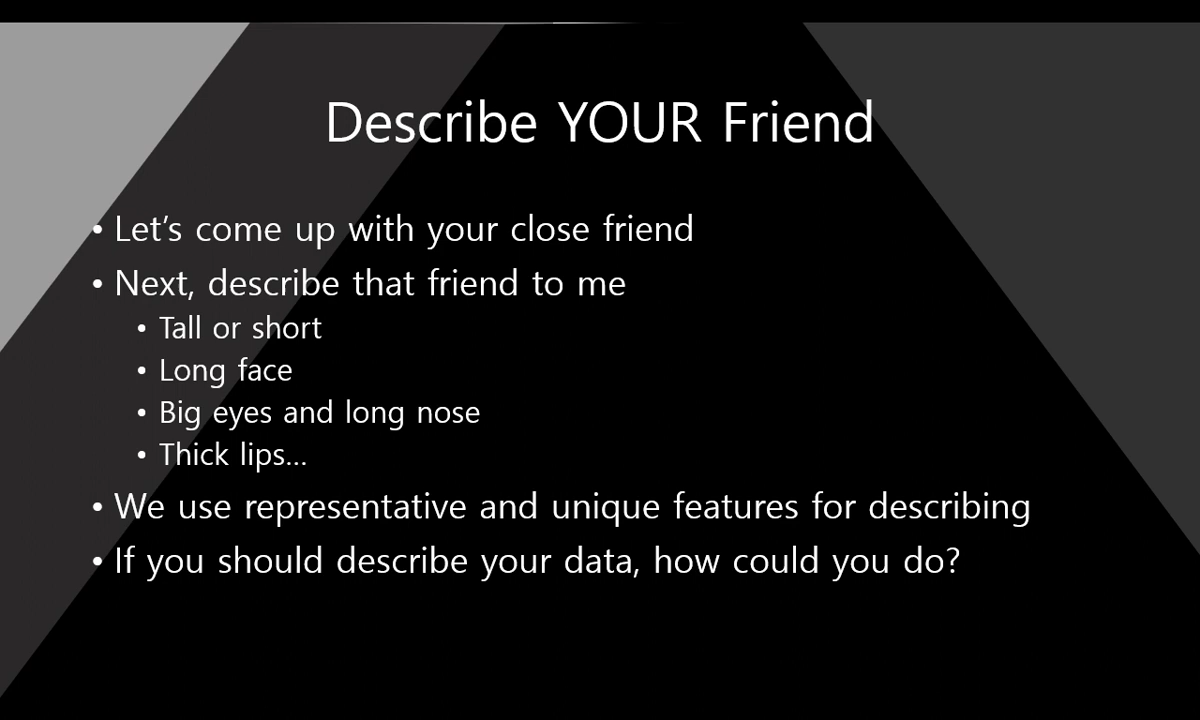 Describe YOUR Friend
• Let’s come up with your close friend
• Next, describe that friend to me
• Tall or short
• Long face
• Big eyes and long nose
• Thick lips…
• We use representative and unique features for describing
• If you should describe your data, how could you do?